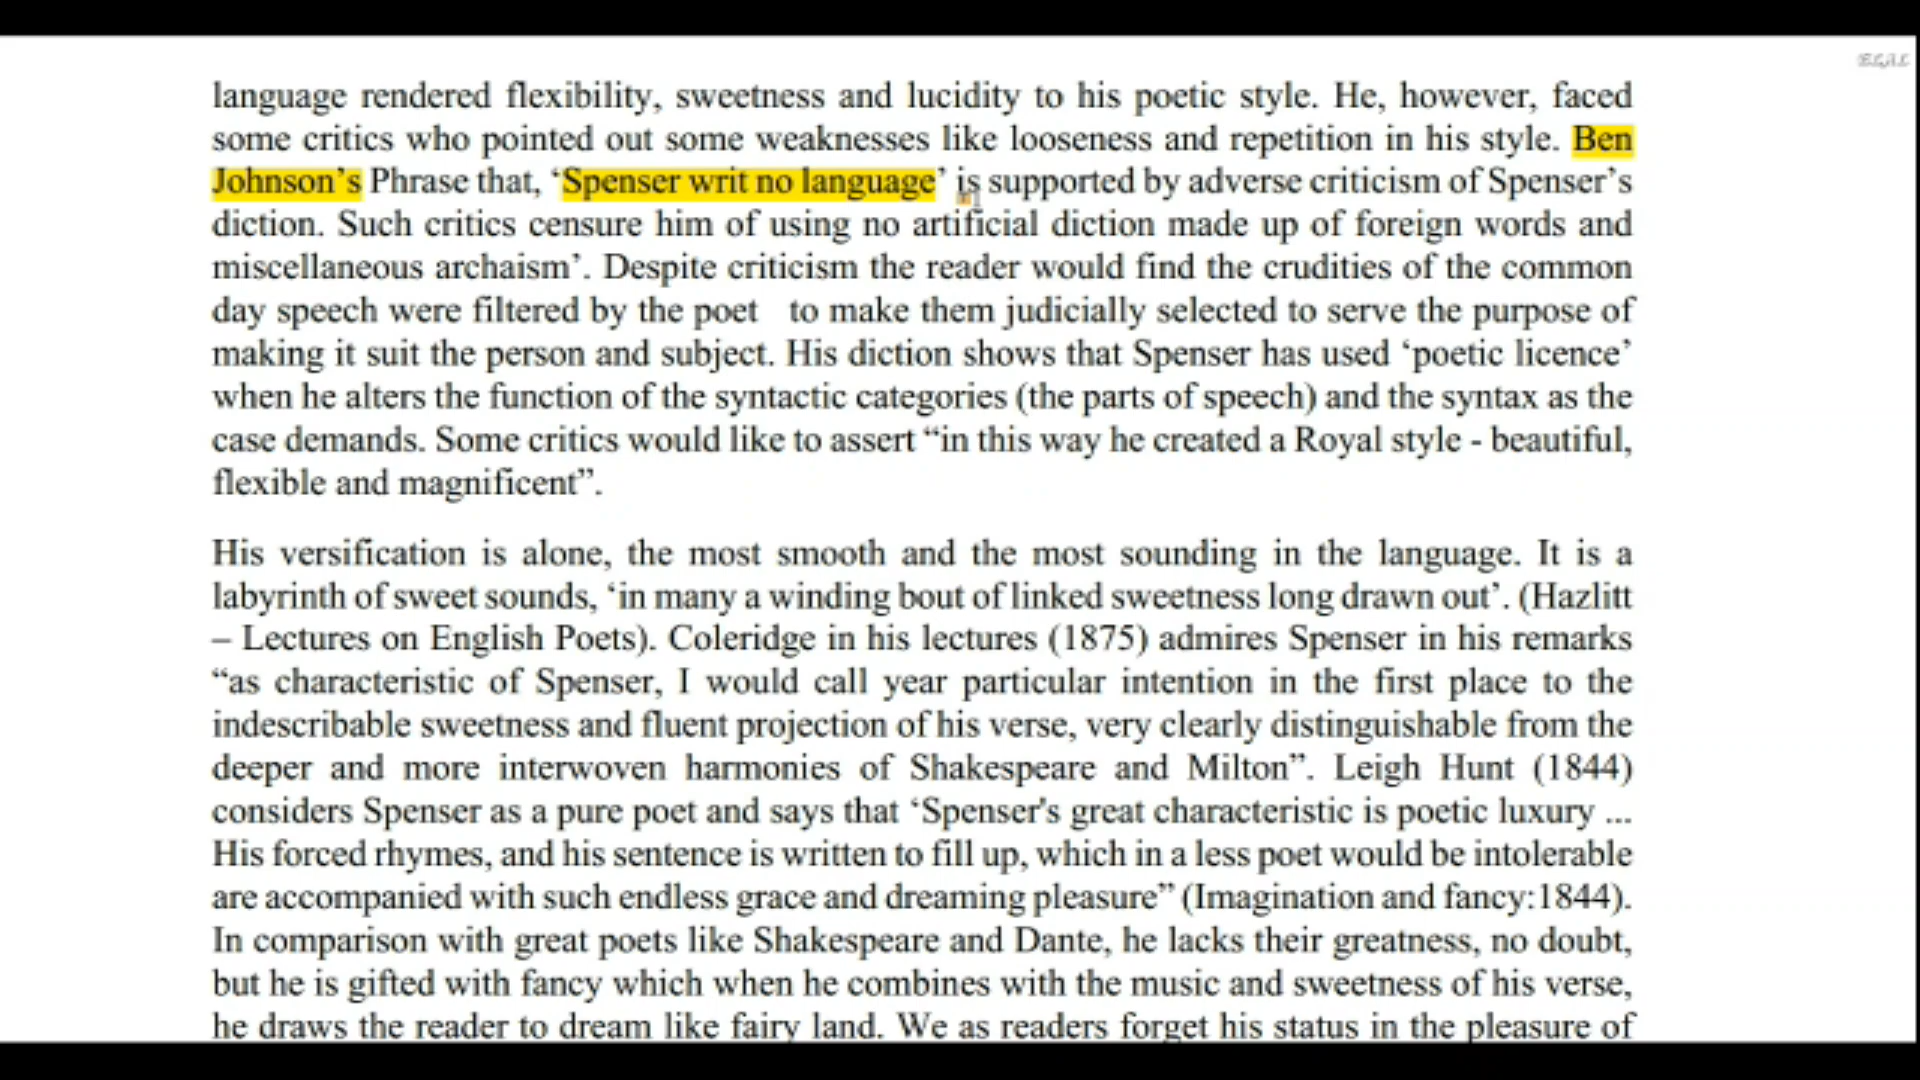 EGAL
language rendered flexibility, sweetness and lucidity to his poetic style. He, however, faced
some critics who pointed out some weaknesses like looseness and repetition in his style. Ben
Johnson’s Phrase that, ‘Spenser writ no language’ is supported by adverse criticism of Spenser’s
diction. Such critics censure him of using no artificial diction made up of foreign words and
miscellaneous archaism’. Despite criticism the reader would find the crudities of the common
day speech were filtered by the poet to make them judicially selected to serve the purpose of
making it suit the person and subject. His diction shows that Spenser has used ‘poetic licence’
when he alters the function of the syntactic categories (the parts of speech) and the syntax as the
case demands. Some critics would like to assert “in this way he created a Royal style - beautiful,
flexible and magnificent”.
His versification is alone, the most smooth and the most sounding in the language. It is a
labyrinth of sweet sounds, ‘in many a winding bout of linked sweetness long drawn out’. (Hazlitt
– Lectures on English Poets). Coleridge in his lectures (1875) admires Spenser in his remarks
“as characteristic of Spenser, I would call year particular intention in the first place to the
indescribable sweetness and fluent projection of his verse, very clearly distinguishable from the
deeper and more interwoven harmonies of Shakespeare and Milton”. Leigh Hunt (1844)
considers Spenser as a pure poet and says that ‘Spenser's great characteristic is poetic luxury ...
His forced rhymes, and his sentence is written to fill up, which in a less poet would be intolerable
are accompanied with such endless grace and dreaming pleasure” (Imagination and fancy:1844).
In comparison with great poets like Shakespeare and Dante, he lacks their greatness, no doubt,
but he is gifted with fancy which when he combines with the music and sweetness of his verse,
he draws the reader to dream like fairy land. We as readers forget his status in the pleasure of